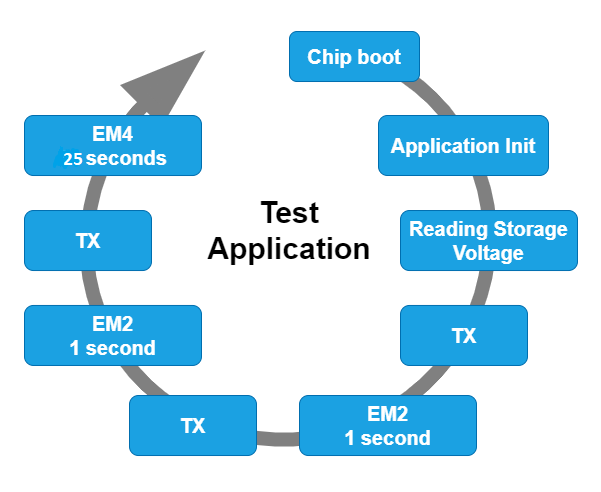 Chip boot
Application Init
Reading Storage
Voltage
TX
EM2
1 second
TX
EM2
1 second
TX
EM4
25 seconds
Test
Application